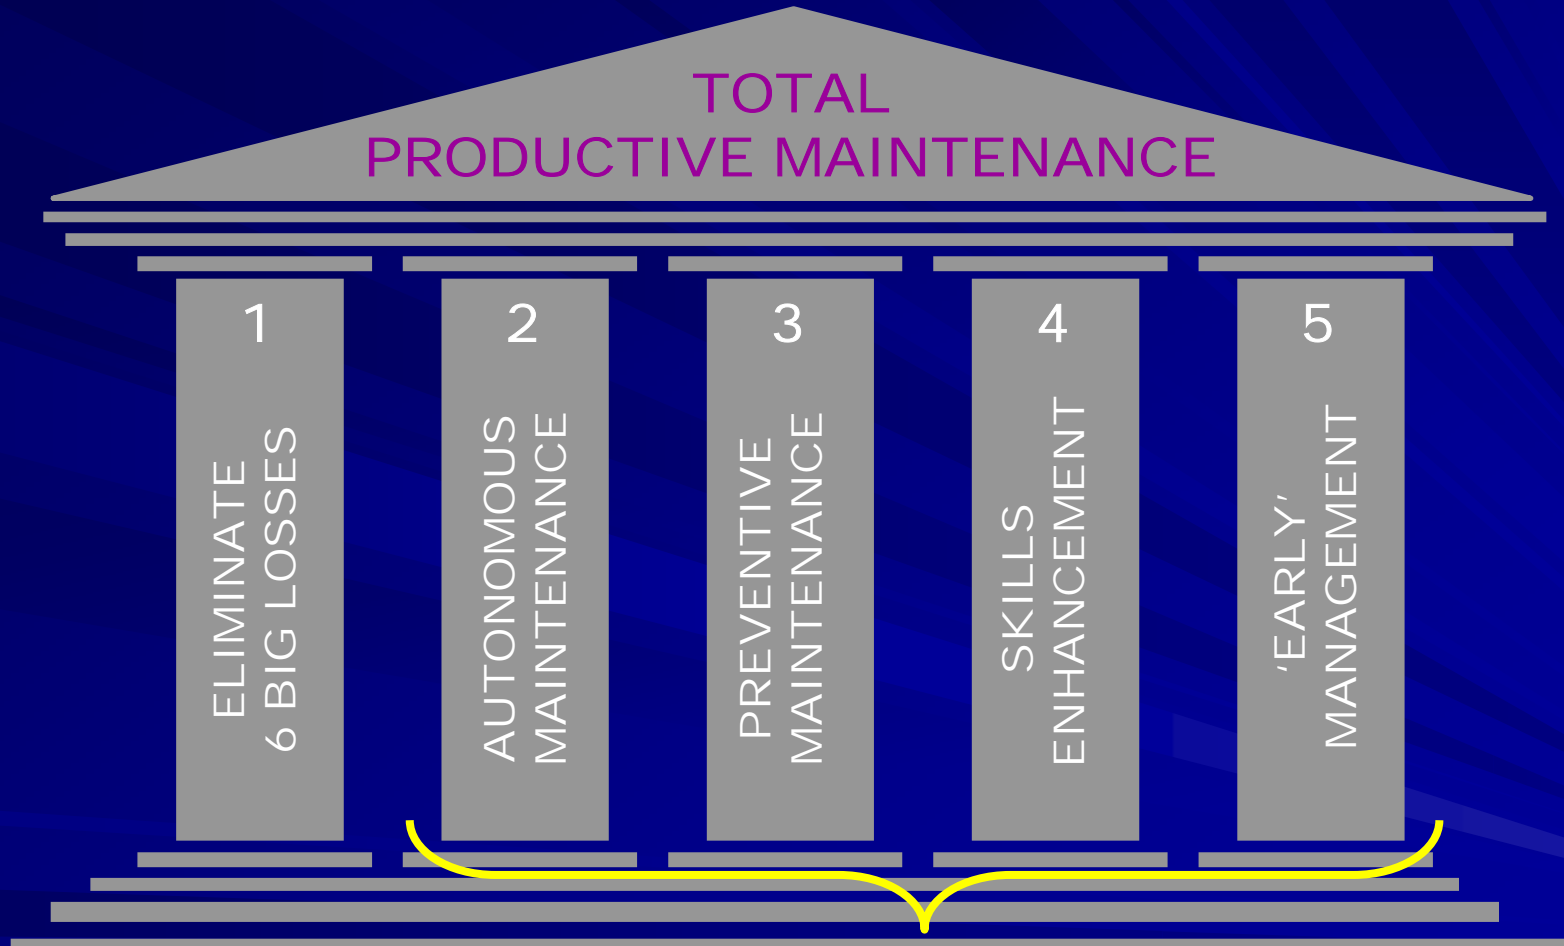 TOTAL
PRODUCTIVE MAINTENANCE
1
ELIMINATE
6 BIG LOSSES
2
AUTONOMOUS
MAINTENANCE
3
PREVENTIVE
MAINTENANCE
4
SKILLS
ENHANCEMENT
5
‘EARLY’
MANAGEMENT